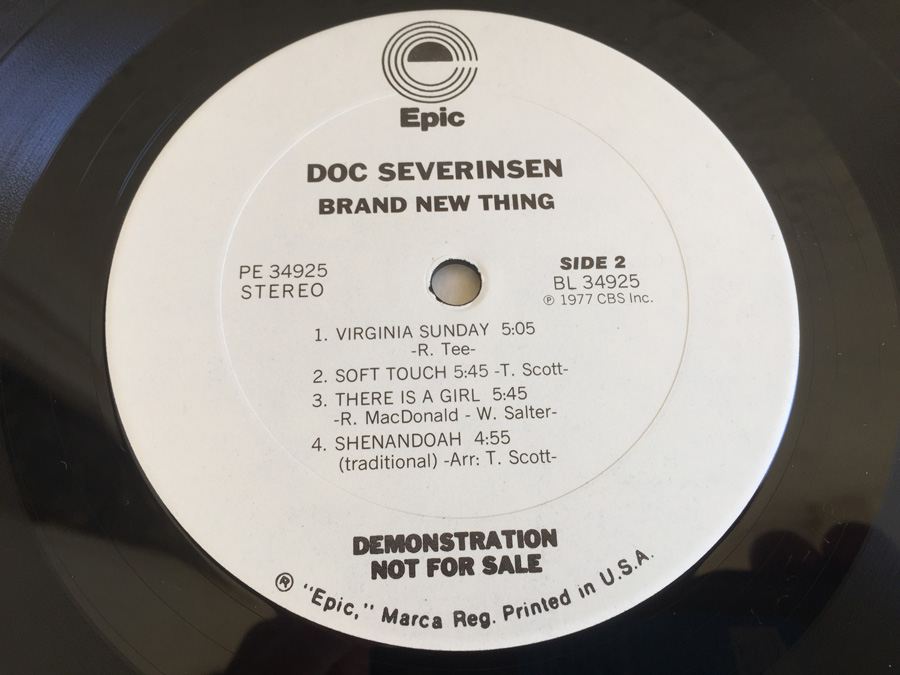 Epic
DOC SEVERINSEN
BRAND NEW THING
PE 34925
STEREO
SIDE 2
BL 34925
℗ 1977 CBS Inc.
1. VIRGINIA SUNDAY 5:05
-R. Tee-
2. SOFT TOUCH 5:45 -T. Scott-
3. THERE IS A GIRL 5:45
-R. MacDonald - W. Salter-
4. SHENANDOAH 4:55
(traditional) -Arr: T. Scott-
DEMONSTRATION
NOT FOR SALE
® "Epic," Marca Reg. Printed in U.S.A.